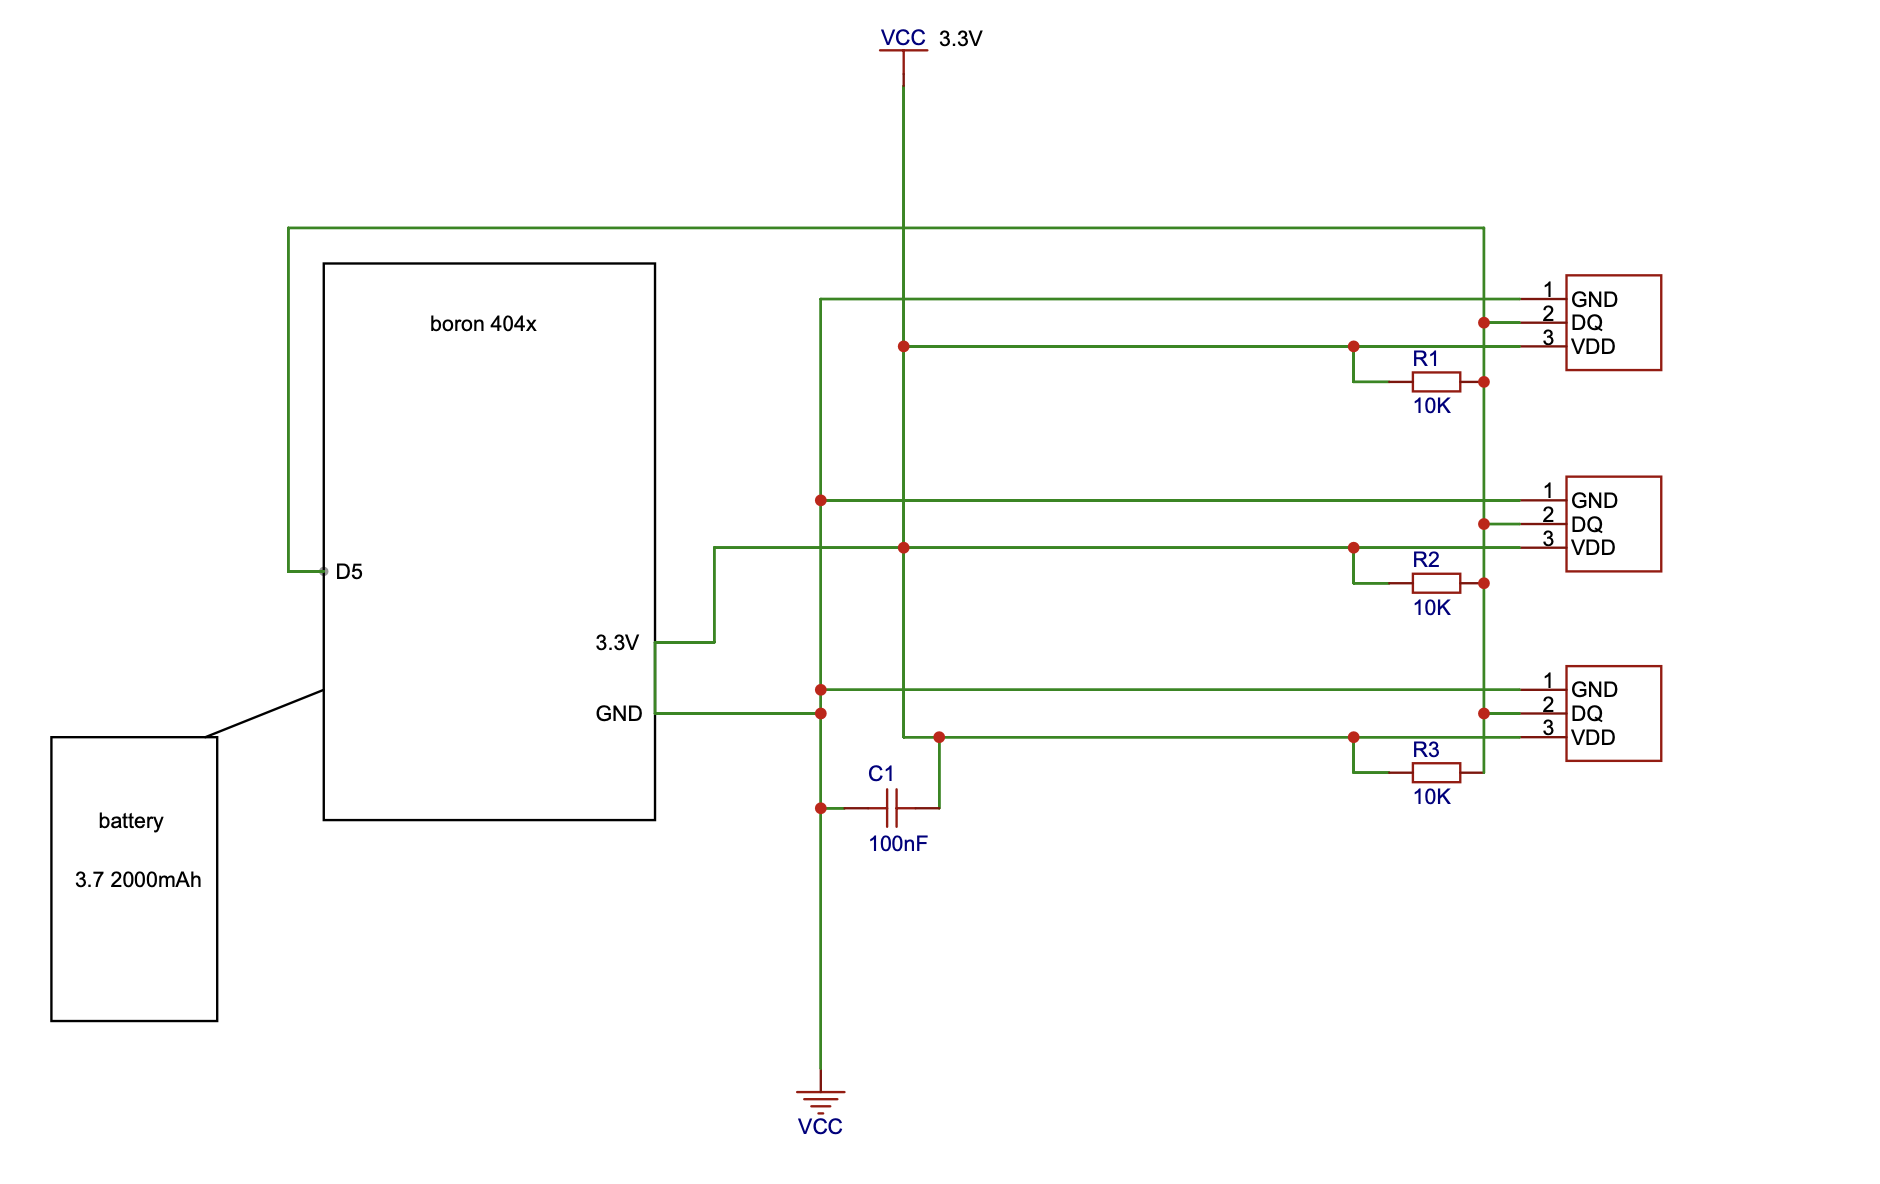 VCC 3.3V
boron 404x
D5
3.3V
GND
battery
3.7 2000mAh
1 GND
2 DQ
3 VDD
R1
10K
1 GND
2 DQ
3 VDD
R2
10K
1 GND
2 DQ
3 VDD
R3
10K
C1
100nF
VCC